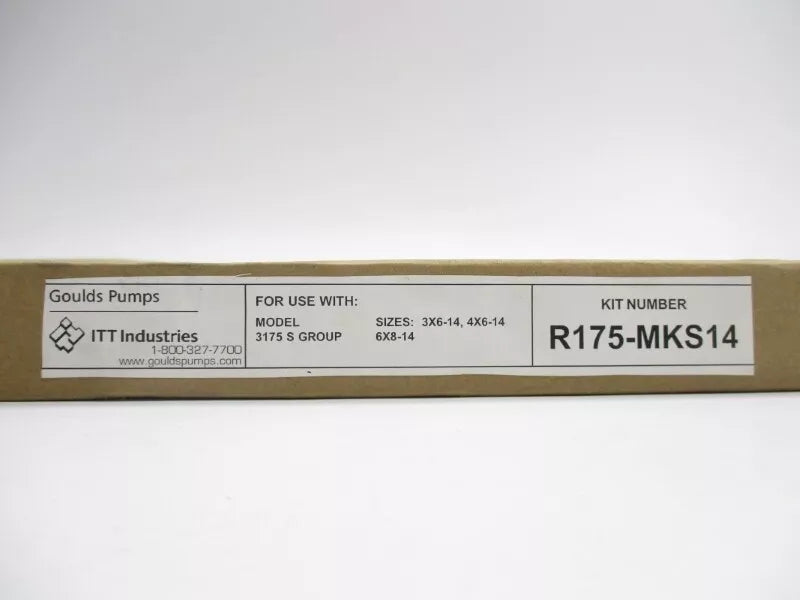 Goulds Pumps
ITT Industries
1-800-327-7700
www.gouldspumps.com
FOR USE WITH:
MODEL SIZES: 3X6-14, 4X6-14
3175 S GROUP 6X8-14
KIT NUMBER
R175-MKS14